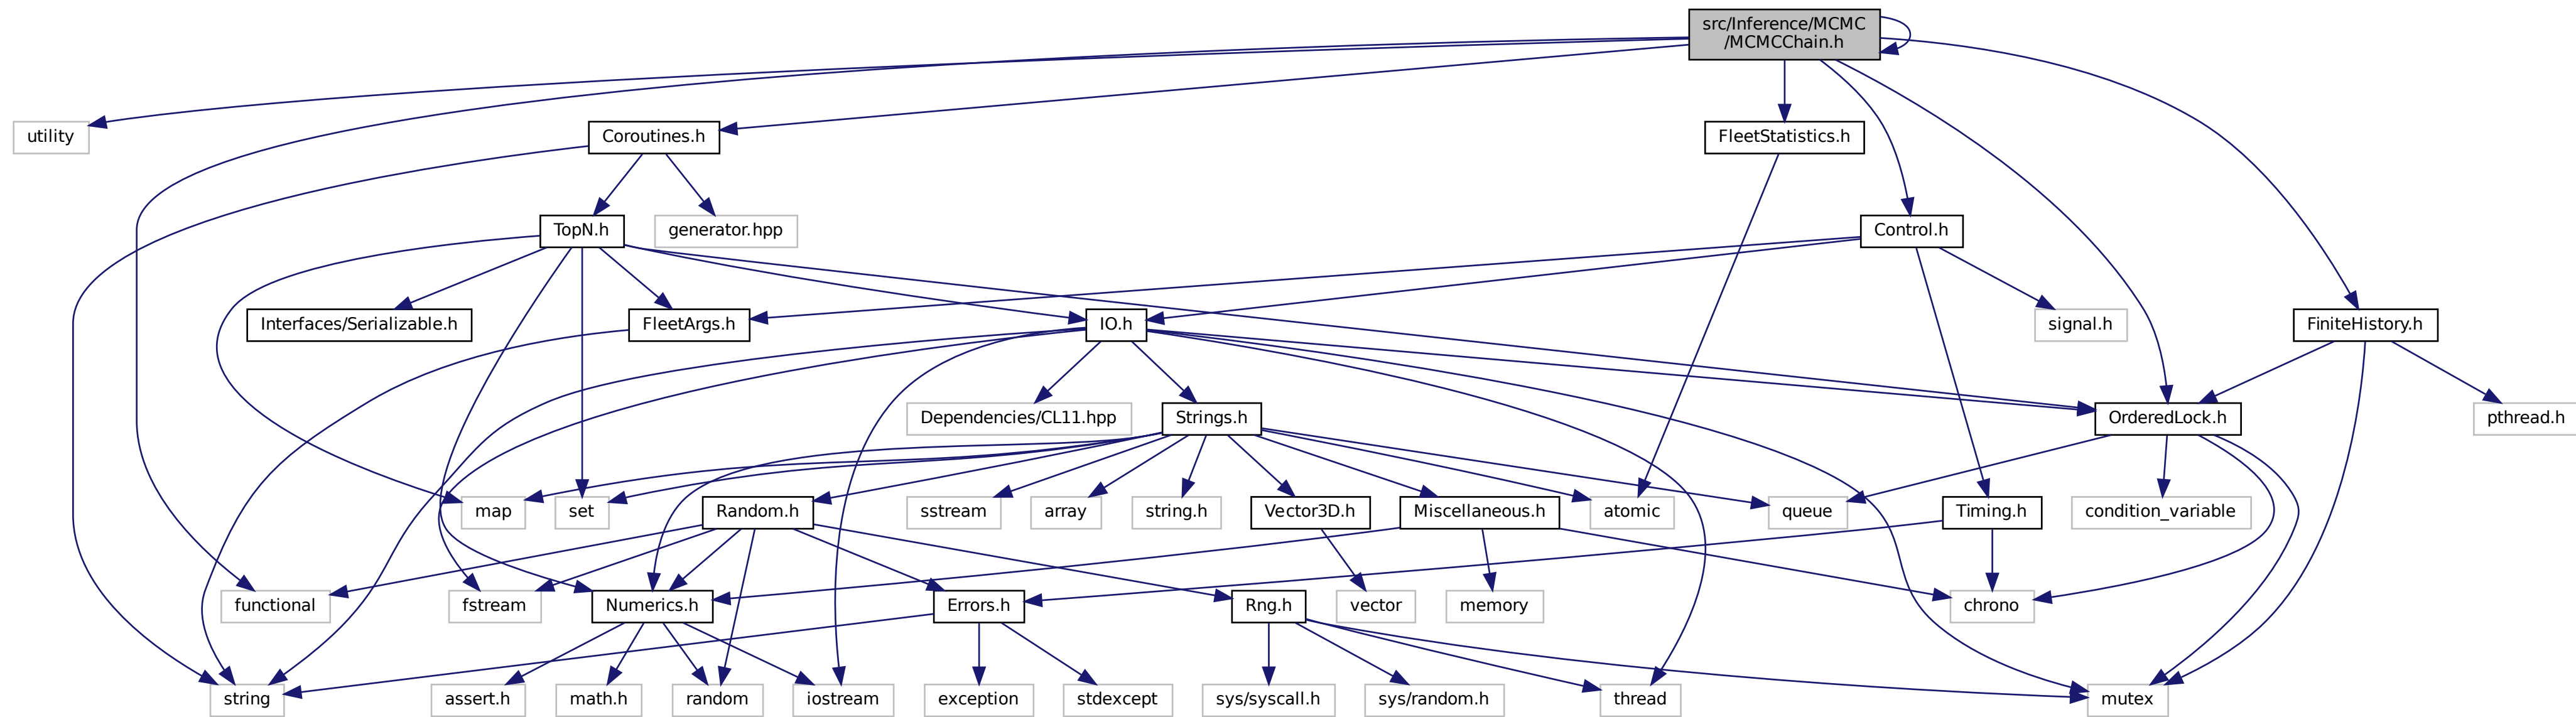 src/Inference/MCMC
/MCMCChain.h
utility
Coroutines.h
FleetStatistics.h
TopN.h
generator.hpp
Control.h
Interfaces/Serializable.h
FleetArgs.h
IO.h
signal.h
FiniteHistory.h
Dependencies/CL11.hpp
Strings.h
OrderedLock.h
pthread.h
map
set
Random.h
sstream
array
string.h
Vector3D.h
Miscellaneous.h
atomic
queue
Timing.h
condition_variable
functional
fstream
Numerics.h
Errors.h
Rng.h
vector
memory
chrono
string
assert.h
math.h
random
iostream
exception
stdexcept
sys/syscall.h
sys/random.h
thread
mutex